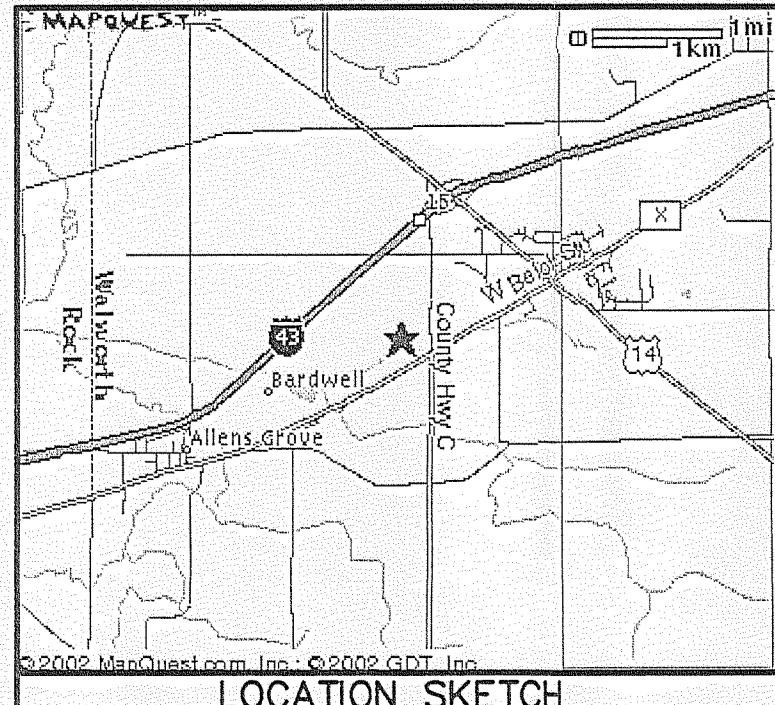 MAPQUEST
0 1mi
1km
15
X
W Beloit St
Walworth
Rock
43
County Hwy C
14
Bardwell
Allens Grove
©2002 MapQuest.com, Inc.; ©2002 GDT, Inc.
LOCATION SKETCH